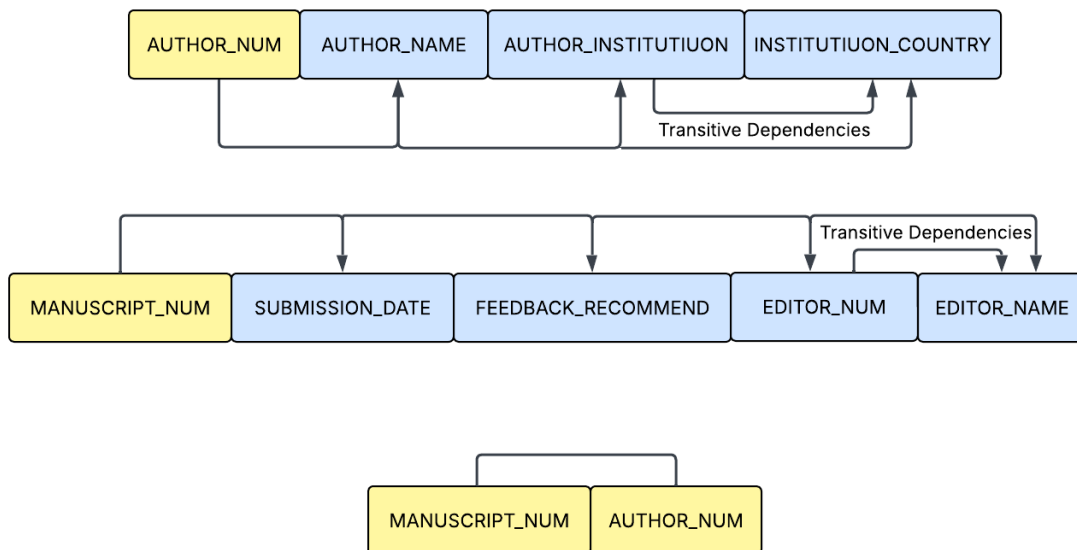 AUTHOR_NUM AUTHOR_NAME AUTHOR_INSTITUTIUON INSTITUTIUON_COUNTRY
Transitive Dependencies
Transitive Dependencies
MANUSCRIPT_NUM SUBMISSION_DATE FEEDBACK_RECOMMEND EDITOR_NUM EDITOR_NAME
MANUSCRIPT_NUM AUTHOR_NUM